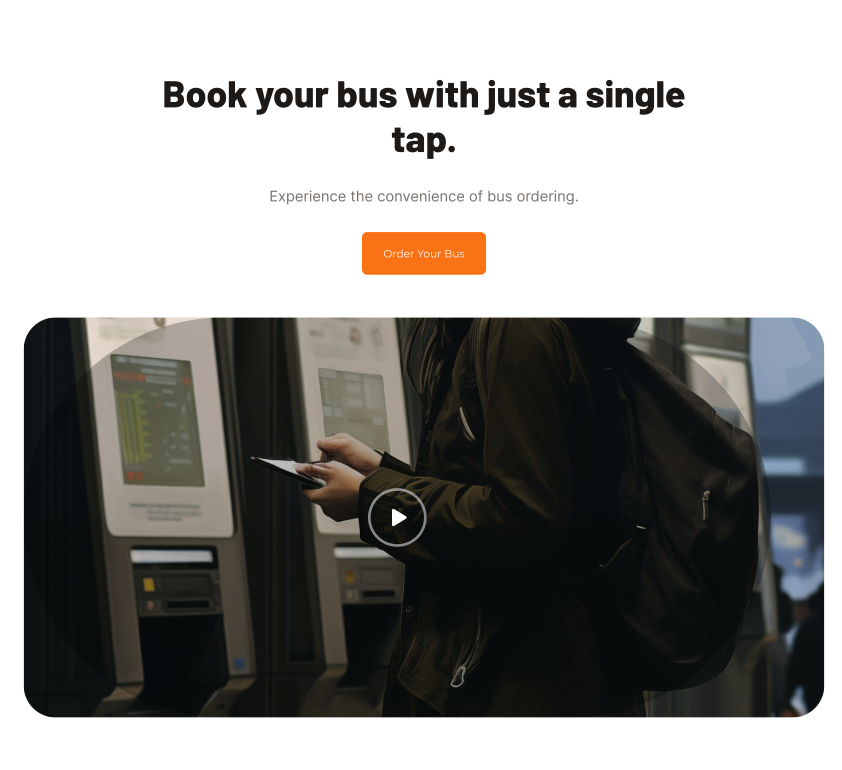 Book your bus with just a single
tap.
Experience the convenience of bus ordering.
Order Your Bus